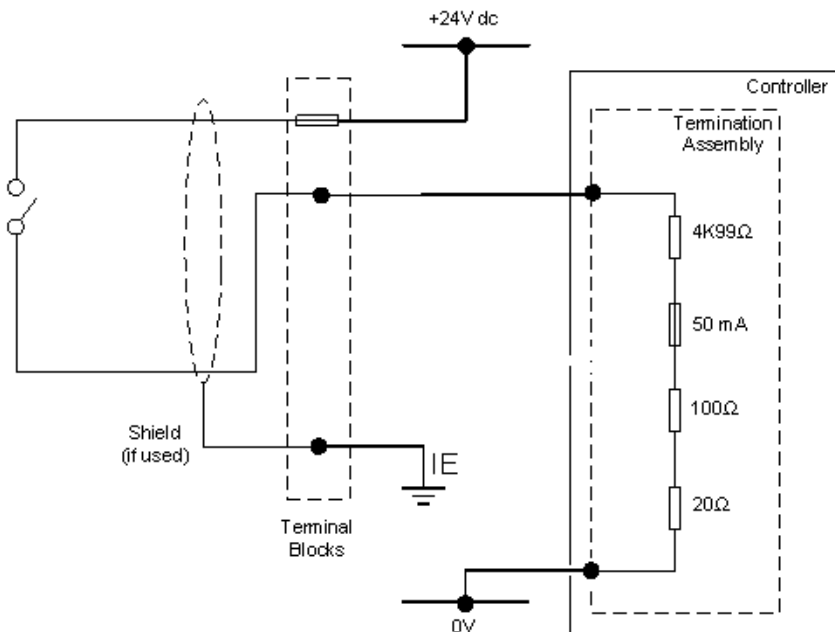 +24V dc
Controller
Termination
Assembly
4K99Ω
50 mA
100Ω
20Ω
Shield
(if used)
IE
Terminal
Blocks
0V